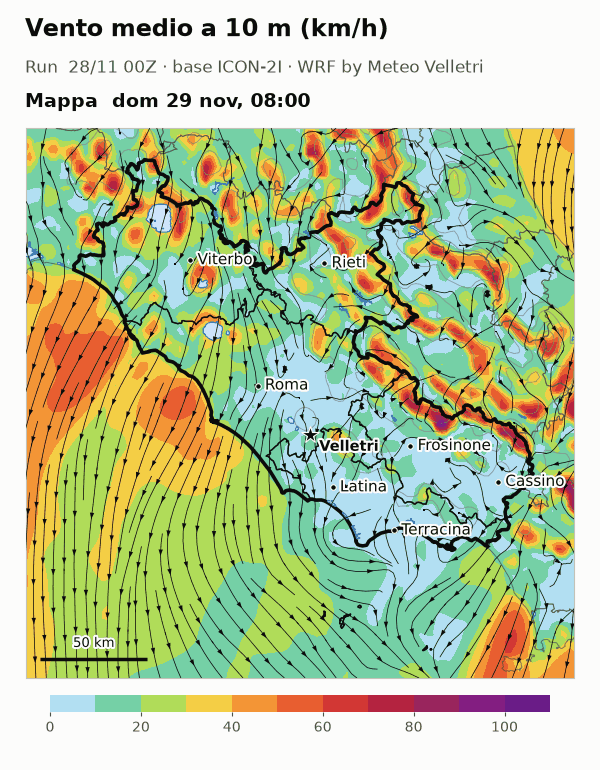 Vento medio a 10 m (km/h)
Run  28/11 00Z · base ICON-2I · WRF by Meteo Velletri
Mappa  dom 29 nov, 08:00
Viterbo
Rieti
Roma
Velletri
Frosinone
Cassino
Latina
Terracina
50 km
0 20 40 60 80 100